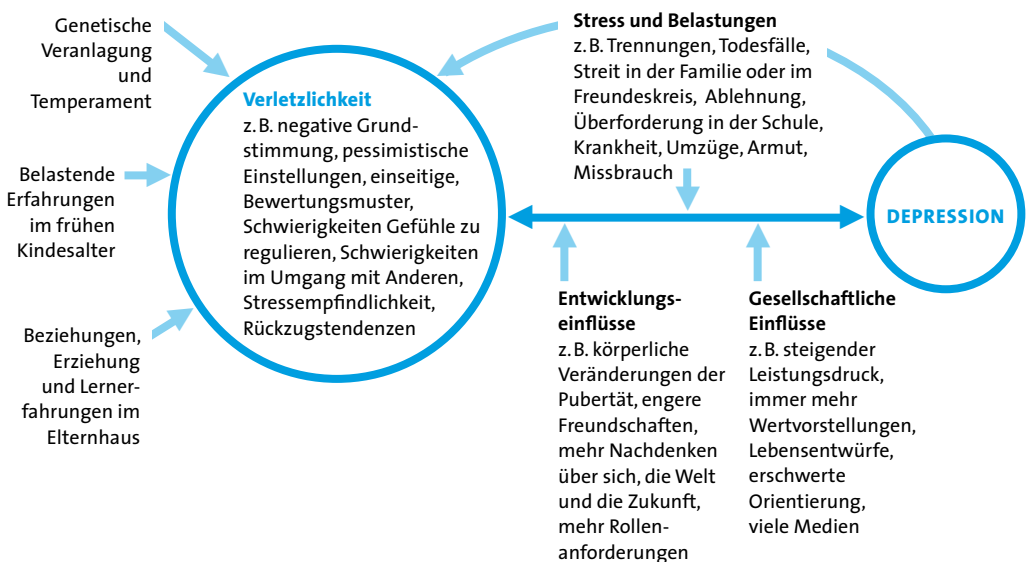 Genetische
Veranlagung
und
Temperament
Belastende
Erfahrungen
im frühen
Kindesalter
Beziehungen,
Erziehung
und Lerner-
fahrungen im
Elternhaus
Verletzlichkeit
z.B. negative Grund-
stimmung, pessimistische
Einstellungen, einseitige,
Bewertungsmuster,
Schwierigkeiten Gefühle zu
regulieren, Schwierigkeiten
im Umgang mit Anderen,
Stressempfindlichkeit,
Rückzugstendenzen
Stress und Belastungen
z.B. Trennungen, Todesfälle,
Streit in der Familie oder im
Freundeskreis, Ablehnung,
Überforderung in der Schule,
Krankheit, Umzüge, Armut,
Missbrauch
DEPRESSION
Entwicklungs-
einflüsse
z.B. körperliche
Veränderungen der
Pubertät, engere
Freundschaften,
mehr Nachdenken
über sich, die Welt
und die Zukunft,
mehr Rollen-
anforderungen
Gesellschaftliche
Einflüsse
z.B. steigender
Leistungsdruck,
immer mehr
Wertvorstellungen,
Lebensentwürfe,
erschwerte
Orientierung,
viele Medien